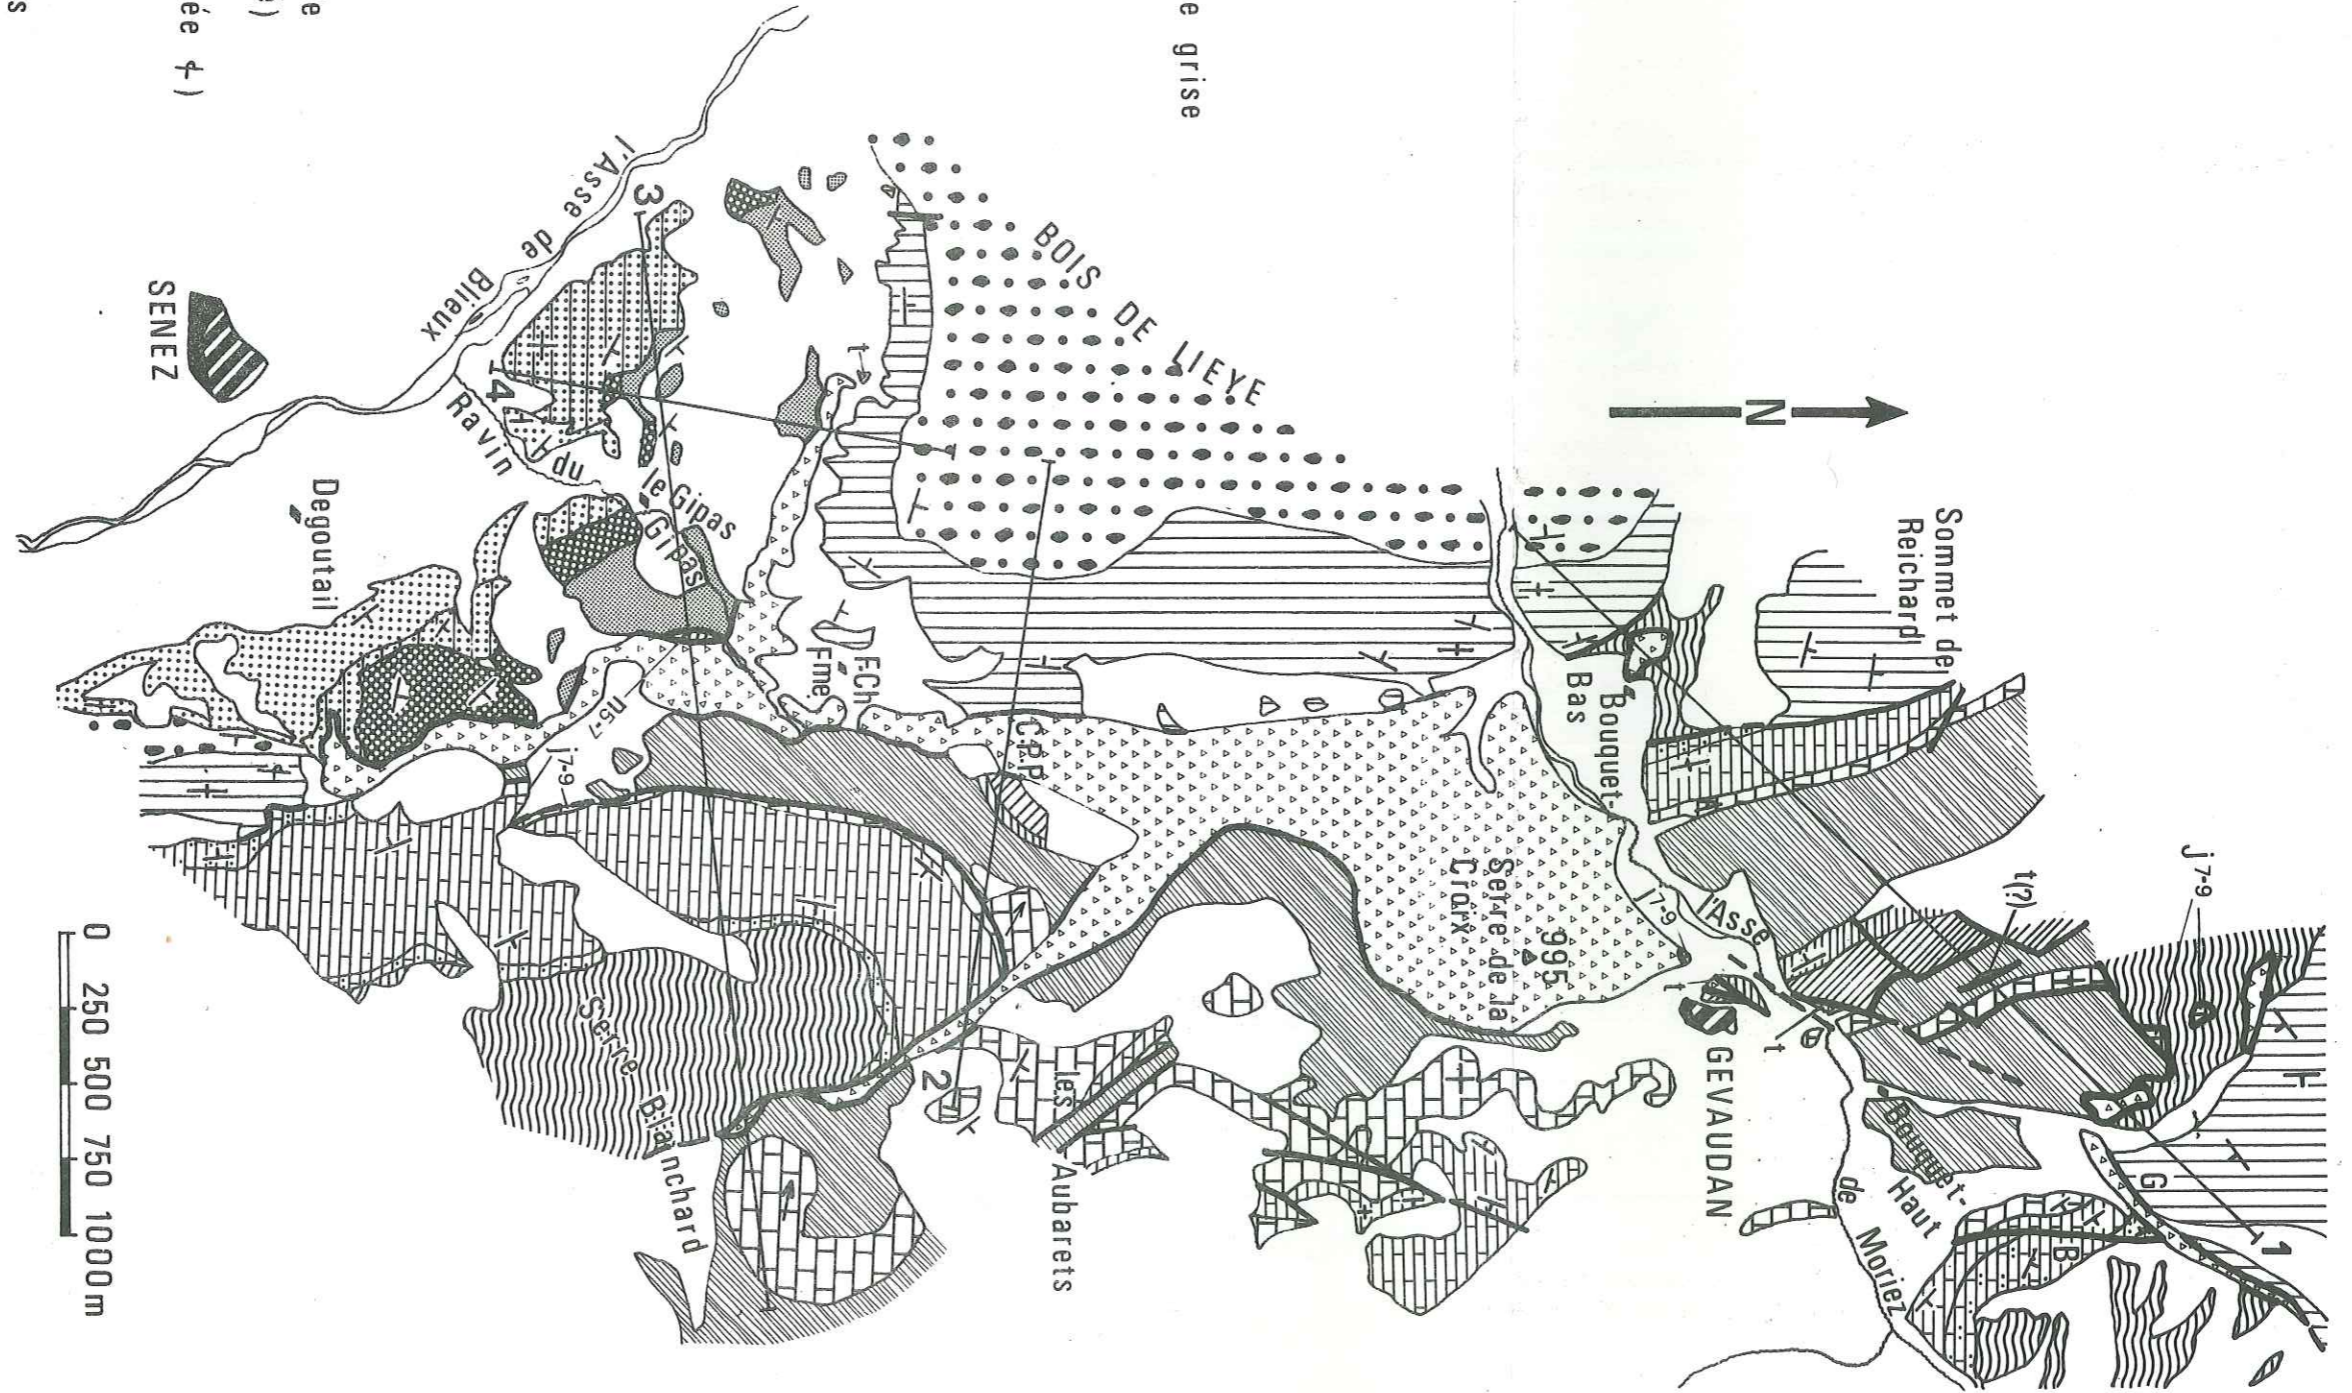 e grise
e
e)
ée
)
s
N
BOIS DE LIEYE
Sommet de
Reichard
j7-9
t(?)
1
G
B
Bouquet-
Haut
Bouquet-
Bas
l'Asse
de
Moriez
j7-9
t
t
GEVAUDAN
995
Serre de la
Croix
C.P.P.
F.Ch
Fme
les Aubarets
2
t
3
4
l'Asse de Blieux
Ravin du Gipas
le Gipas
SENEZ
Degoutail
n5-7
j7-9
Serre Blanchard
0 250 500 750 1000 m